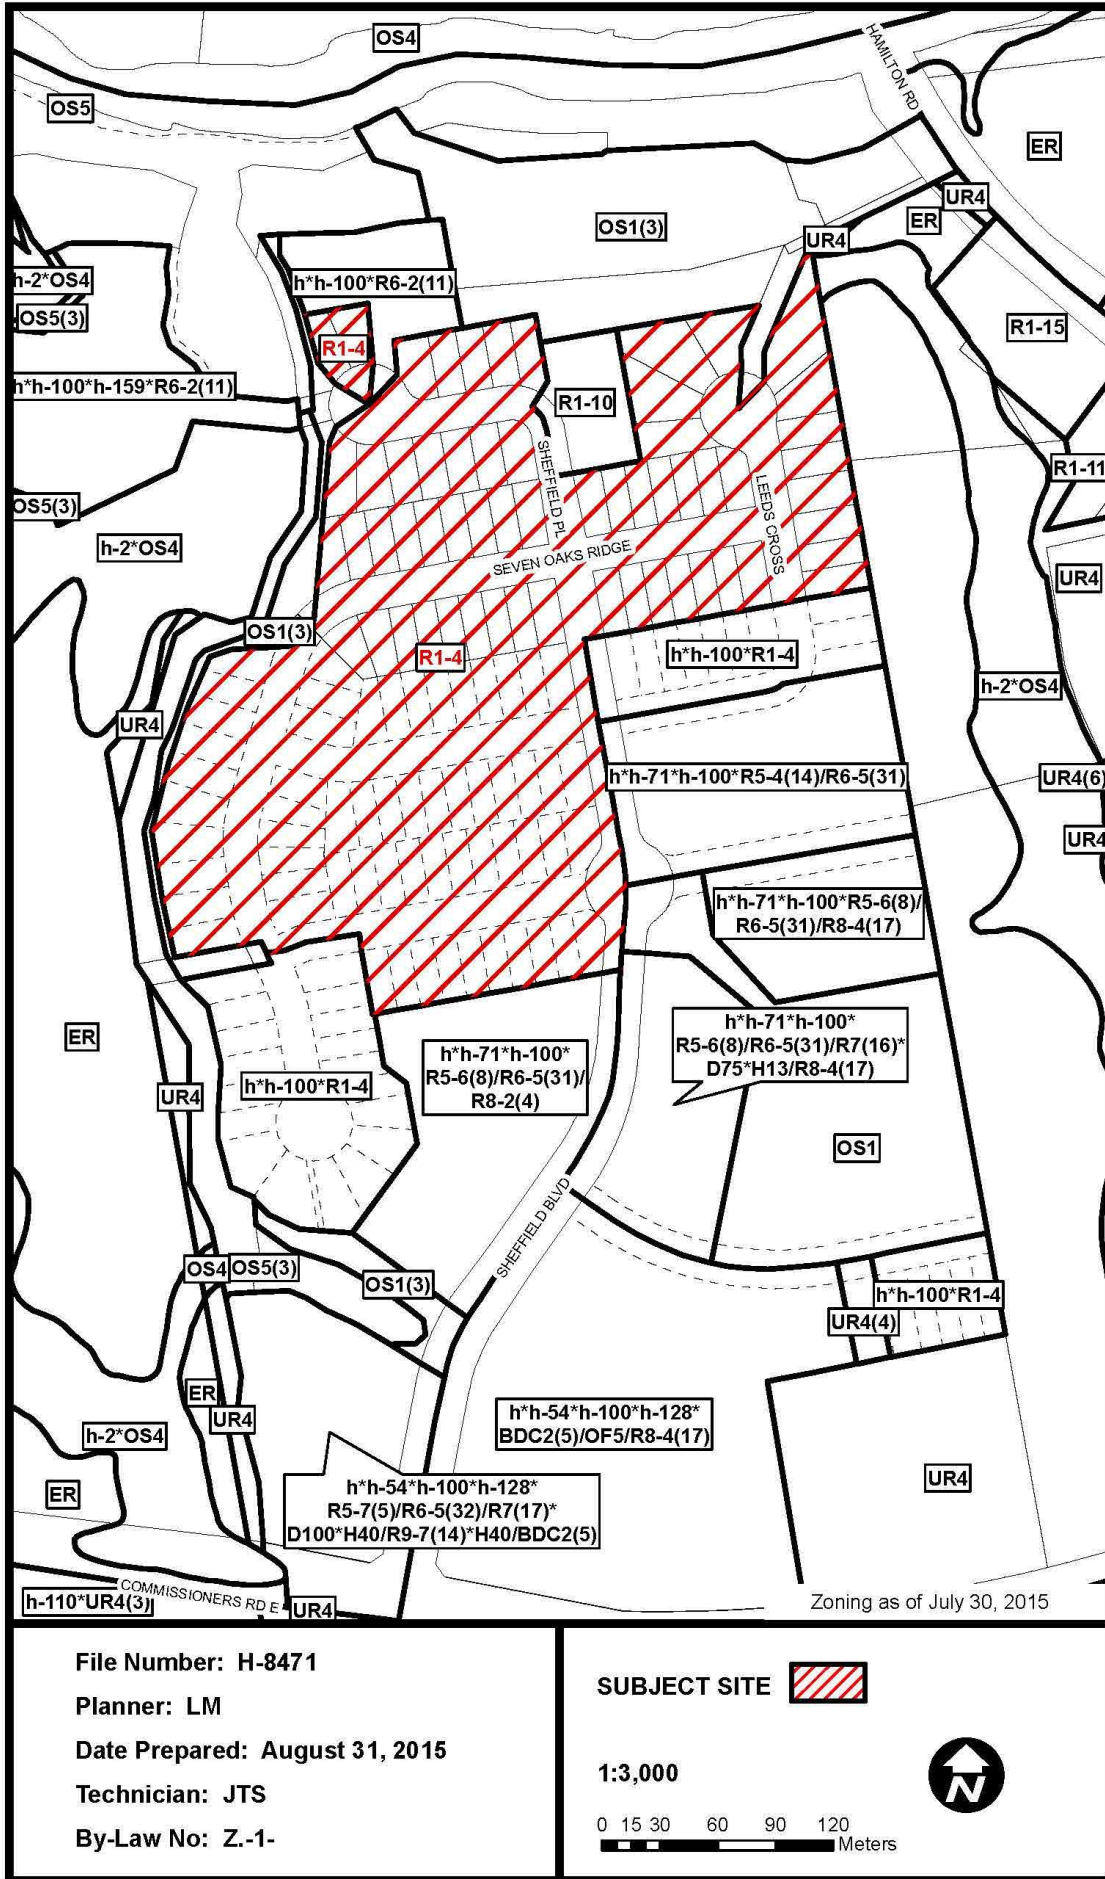 OS4
HAMILTON RD
OS5
ER
UR4
ER
OS1(3)
UR4
h-2*OS4
h*h-100*R6-2(11)
OS5(3)
R1-15
R1-4
h*h-100*h-159*R6-2(11)
R1-10
SHEFFIELD PL
R1-11
LEEDS CROSS
OS5(3)
h-2*OS4
SEVEN OAKS RIDGE
UR4
OS1(3)
R1-4
h*h-100*R1-4
h-2*OS4
UR4
h*h-71*h-100*R5-4(14)/R6-5(31)
UR4(6)
UR4
h*h-71*h-100*R5-6(8)/
R6-5(31)/R8-4(17)
ER
h*h-71*h-100*
R5-6(8)/R6-5(31)/R7(16)*
D75*H13/R8-4(17)
h*h-71*h-100*
R5-6(8)/R6-5(31)/
R8-2(4)
h*h-100*R1-4
UR4
OS1
SHEFFIELD BLVD
OS4
OS5(3)
OS1(3)
h*h-100*R1-4
UR4(4)
ER
UR4
h*h-54*h-100*h-128*
BDC2(5)/OF5/R8-4(17)
h-2*OS4
ER
UR4
h*h-54*h-100*h-128*
R5-7(5)/R6-5(32)/R7(17)*
D100*H40/R9-7(14)*H40/BDC2(5)
h-110*UR4(3)
COMMISSIONERS RD E
UR4
Zoning as of July 30, 2015
File Number: H-8471
Planner: LM
Date Prepared: August 31, 2015
Technician: JTS
By-Law No: Z.-1-
SUBJECT SITE
1:3,000
N
0 15 30 60 90 120
Meters